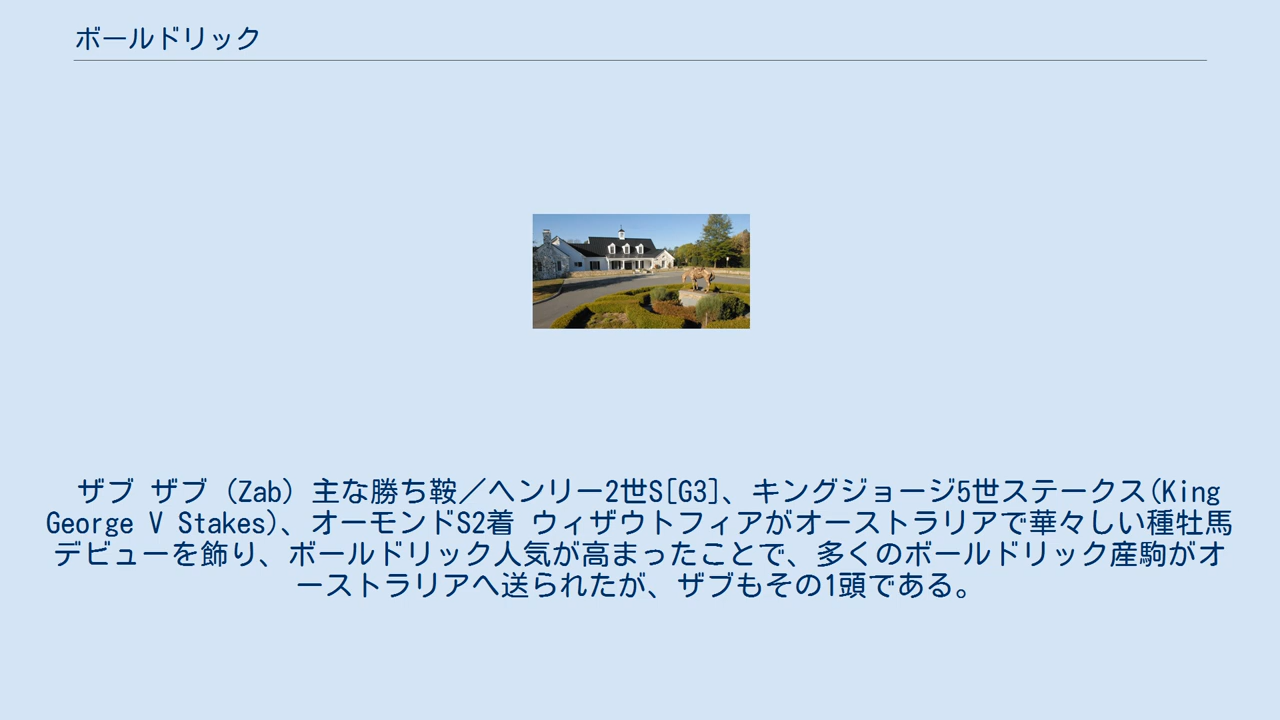 ボールドリック
ザブ ザブ（Zab）主な勝ち鞍／ヘンリー2世S[G3]、キングジョージ5世ステークス(King
George V Stakes)、オーモンドS2着 ウィザウトフィアがオーストラリアで華々しい種牡馬
デビューを飾り、ボールドリック人気が高まったことで、多くのボールドリック産駒がオ
ーストラリアへ送られたが、ザブもその1頭である。